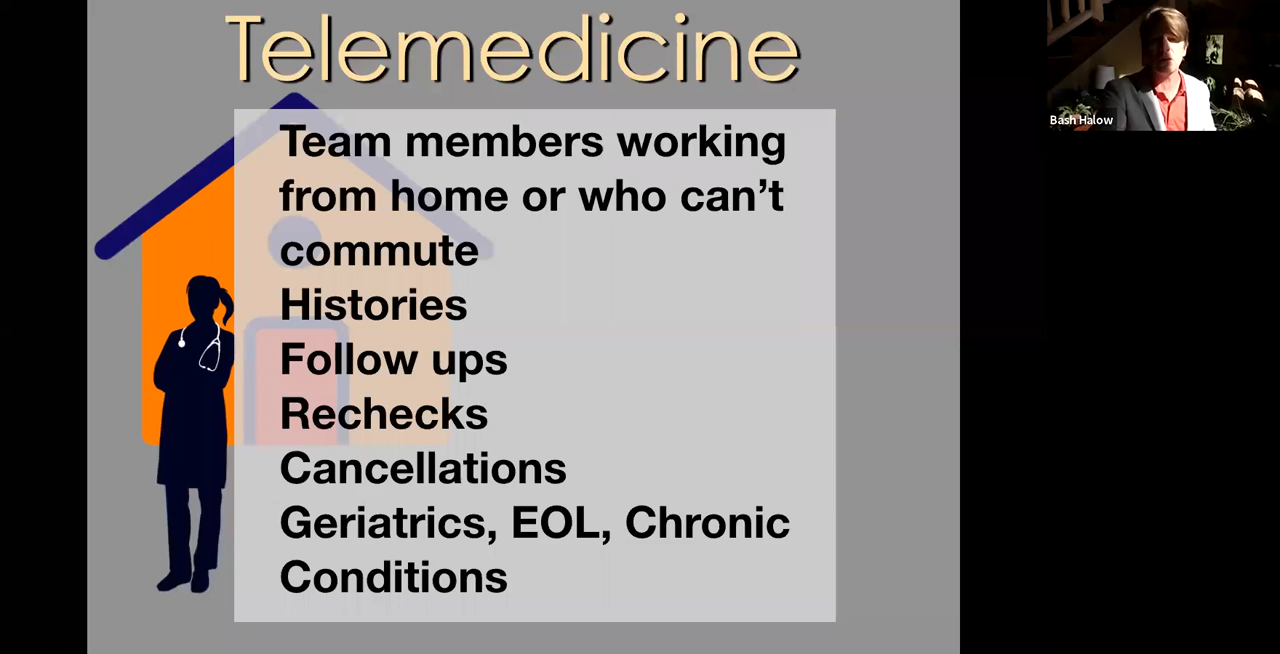 Telemedicine
Team members working
from home or who can’t
commute
Histories
Follow ups
Rechecks
Cancellations
Geriatrics, EOL, Chronic
Conditions
Bash Halow